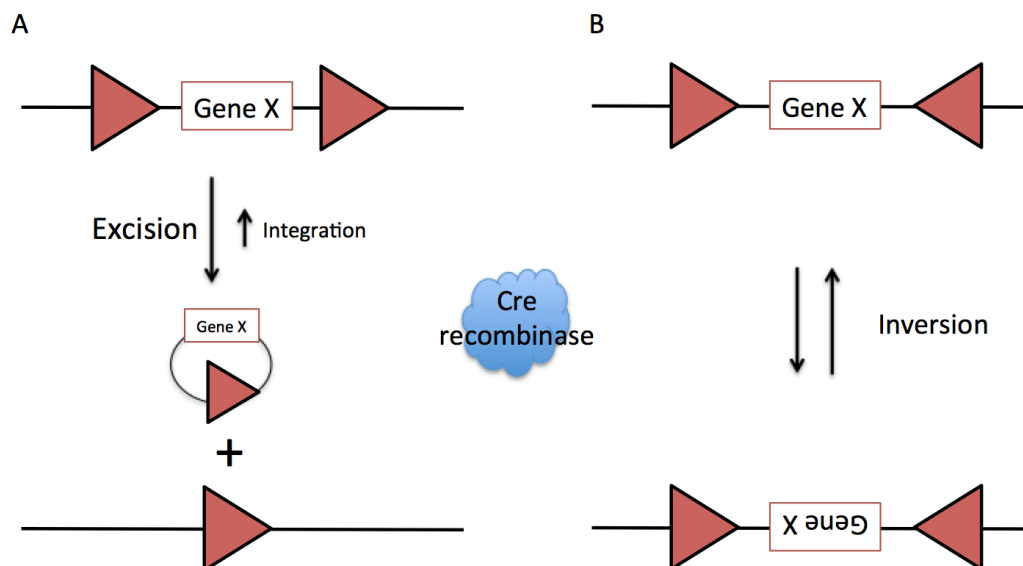 A
B
Gene X
Gene X
Excision
Integration
Cre
recombinase
Inversion
Gene X
+
Gene X